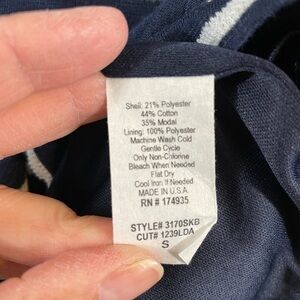 Shell: 21% Polyester
44% Cotton
35% Modal
Lining: 100% Polyester
Machine Wash Cold
Gentle Cycle
Only Non-Chlorine
Bleach When Needed
Flat Dry
Cool Iron If Needed
MADE IN U.S.A.
RN # 174935
STYLE# 3170SKB
CUT# 1239LDA
S